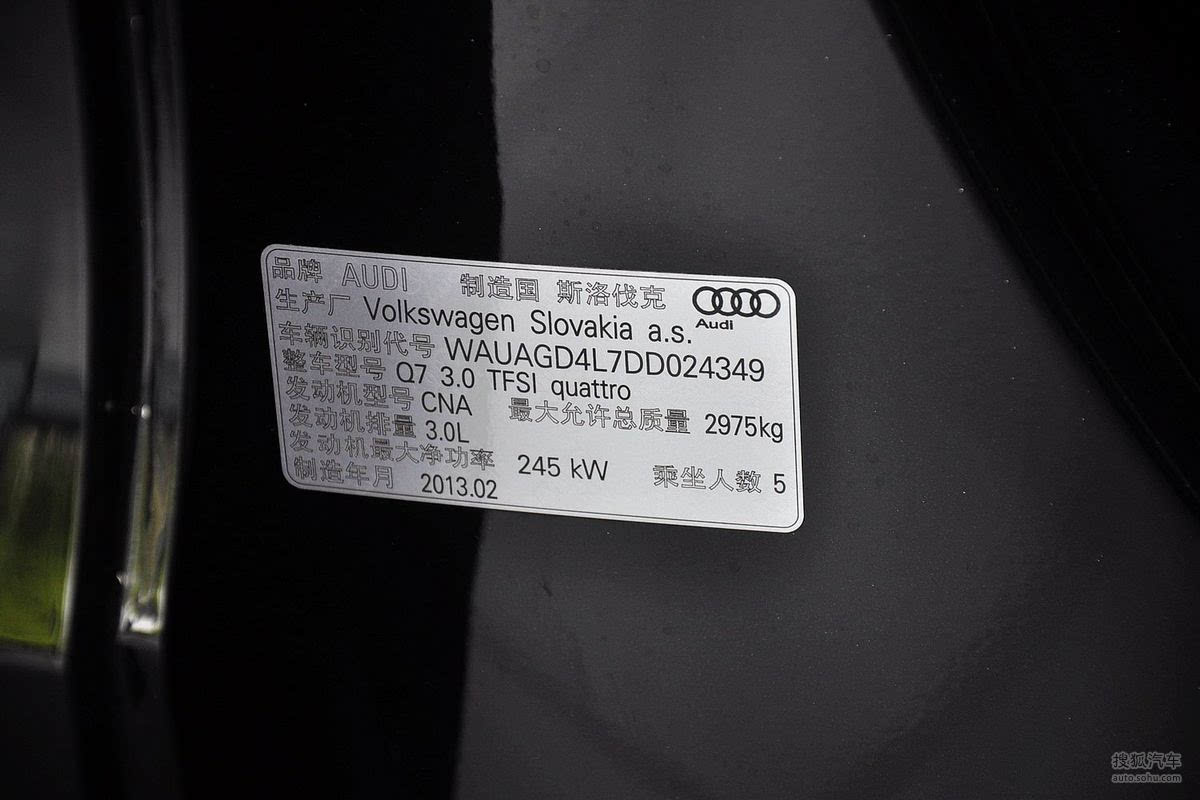 品牌 AUDI 制造国 斯洛伐克
Audi
生产厂 Volkswagen Slovakia a.s.
车辆识别代号 WAUAGD4L7DD024349
整车型号 Q7 3.0 TFSI quattro
发动机型号 CNA 最大允许总质量 2975kg
发动机排量 3.0L
发动机最大净功率 245 kW 乘坐人数 5
制造年月 2013.02
搜狐汽车
auto.sohu.com